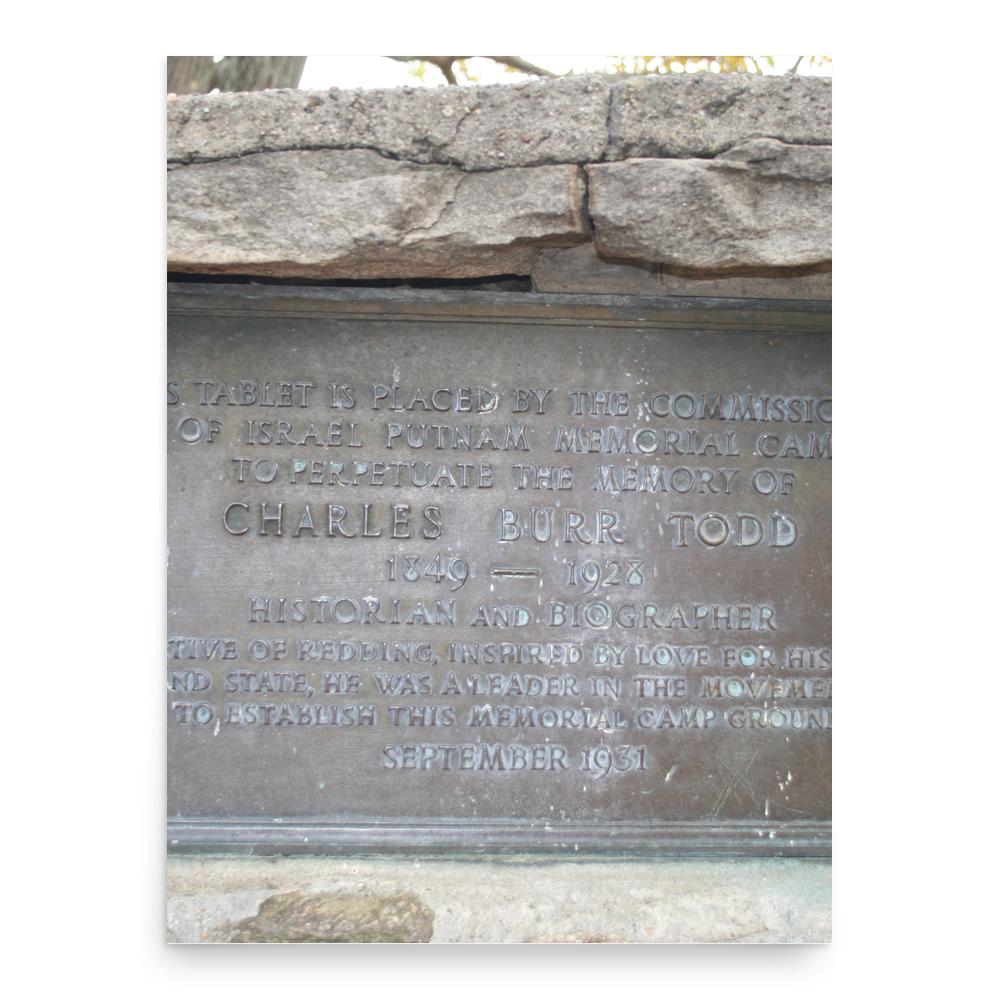 S TABLET IS PLACED BY THE COMMISSIO
OF ISRAEL PUTNAM MEMORIAL CAM
TO PERPETUATE THE MEMORY OF
CHARLES BURR TODD
1849 — 1928
HISTORIAN AND BIOGRAPHER
TIVE OF REDDING, INSPIRED BY LOVE FOR HIS
ND STATE, HE WAS A LEADER IN THE MOVEME
TO ESTABLISH THIS MEMORIAL CAMP GROUN
SEPTEMBER 1931